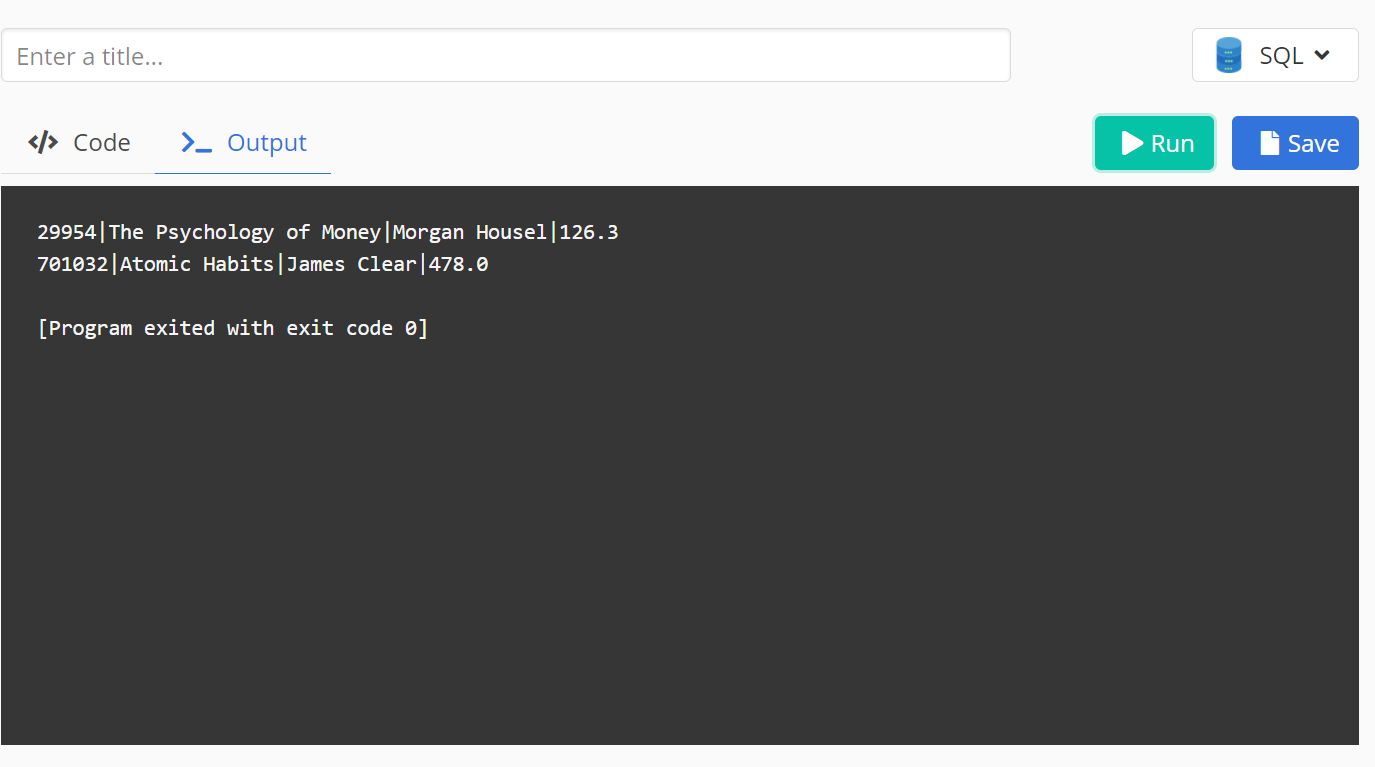 Enter a title...
SQL
</> Code
>_ Output
Run
Save
29954|The Psychology of Money|Morgan Housel|126.3
701032|Atomic Habits|James Clear|478.0
[Program exited with exit code 0]